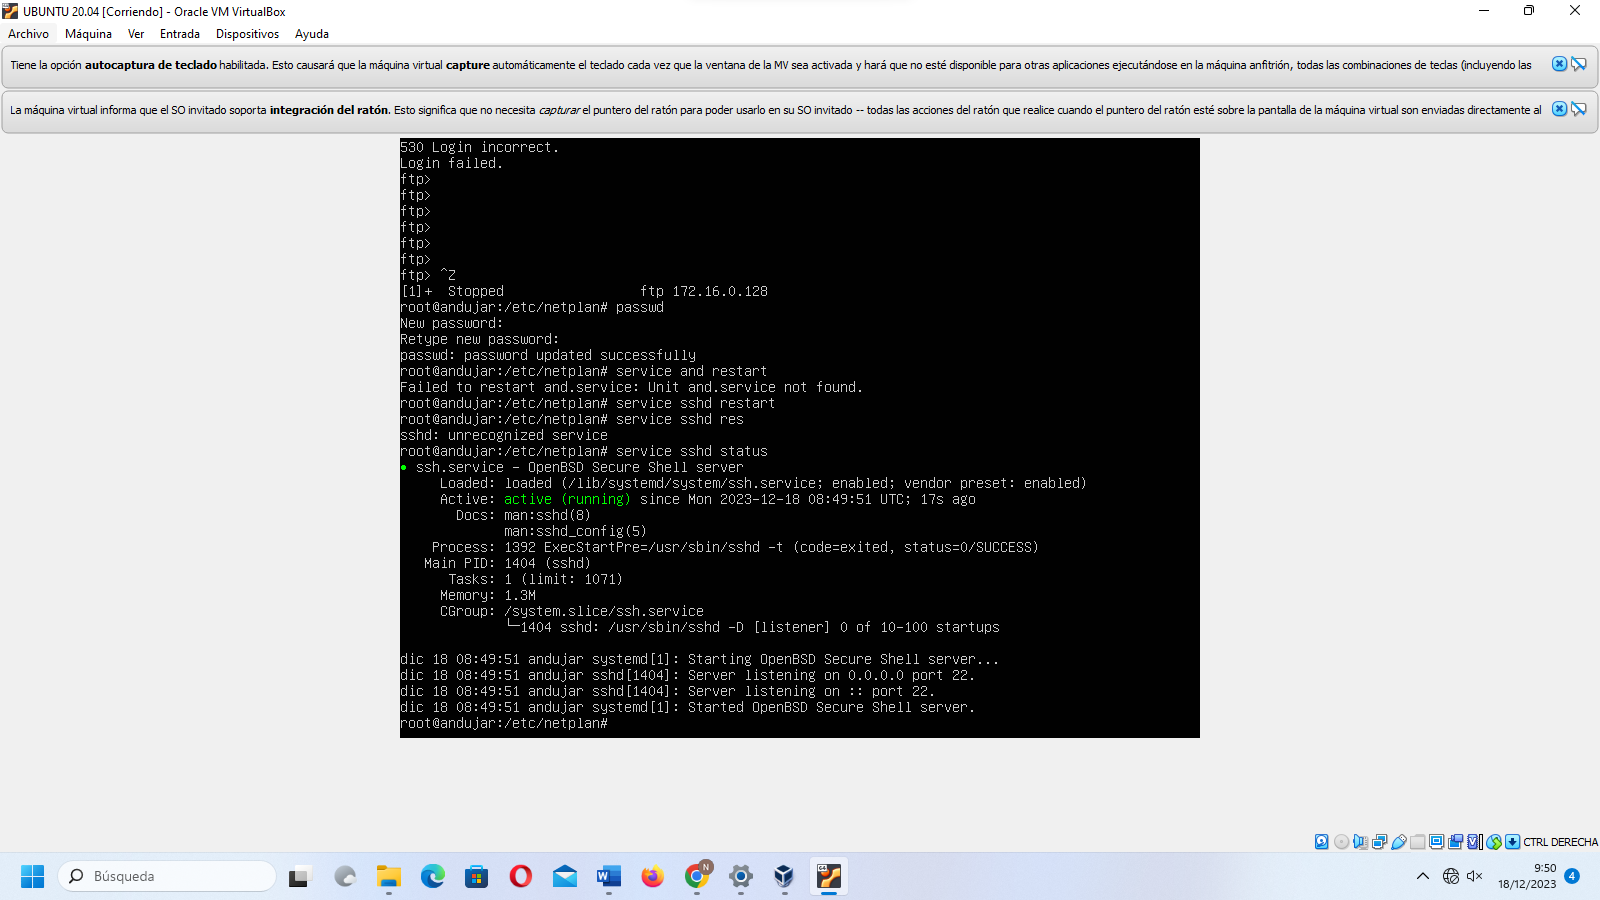 UBUNTU 20.04 [Corriendo] - Oracle VM VirtualBox
Archivo Máquina Ver Entrada Dispositivos Ayuda
Tiene la opción autocaptura de teclado habilitada. Esto causará que la máquina virtual capture automáticamente el teclado cada vez que la ventana de la MV sea activada y hará que no esté disponible para otras aplicaciones ejecutándose en la máquina anfitrión, todas las combinaciones de teclas (incluyendo las
La máquina virtual informa que el SO invitado soporta integración del ratón. Esto significa que no necesita capturar el puntero del ratón para poder usarlo en su SO invitado -- todas las acciones del ratón que realice cuando el puntero del ratón esté sobre la pantalla de la máquina virtual son enviadas directamente al
530 Login incorrect.
Login failed.
ftp>
ftp>
ftp>
ftp>
ftp>
ftp>
ftp> ^Z
[1]+  Stopped                 ftp 172.16.0.128
root@andujar:/etc/netplan# passwd
New password:
Retype new password:
passwd: password updated successfully
root@andujar:/etc/netplan# service and restart
Failed to restart and.service: Unit and.service not found.
root@andujar:/etc/netplan# service sshd restart
root@andujar:/etc/netplan# service sshd res
sshd: unrecognized service
root@andujar:/etc/netplan# service sshd status
● ssh.service - OpenBSD Secure Shell server
Loaded: loaded (/lib/systemd/system/ssh.service; enabled; vendor preset: enabled)
Active: active (running) since Mon 2023-12-18 08:49:51 UTC; 17s ago
Docs: man:sshd(8)
man:sshd_config(5)
Process: 1392 ExecStartPre=/usr/sbin/sshd -t (code=exited, status=0/SUCCESS)
Main PID: 1404 (sshd)
Tasks: 1 (limit: 1071)
Memory: 1.3M
CGroup: /system.slice/ssh.service
└─1404 sshd: /usr/sbin/sshd -D [listener] 0 of 10-100 startups
dic 18 08:49:51 andujar systemd[1]: Starting OpenBSD Secure Shell server...
dic 18 08:49:51 andujar sshd[1404]: Server listening on 0.0.0.0 port 22.
dic 18 08:49:51 andujar sshd[1404]: Server listening on :: port 22.
dic 18 08:49:51 andujar systemd[1]: Started OpenBSD Secure Shell server.
root@andujar:/etc/netplan#
CTRL DERECHA
Búsqueda
N
9:50
18/12/2023
4